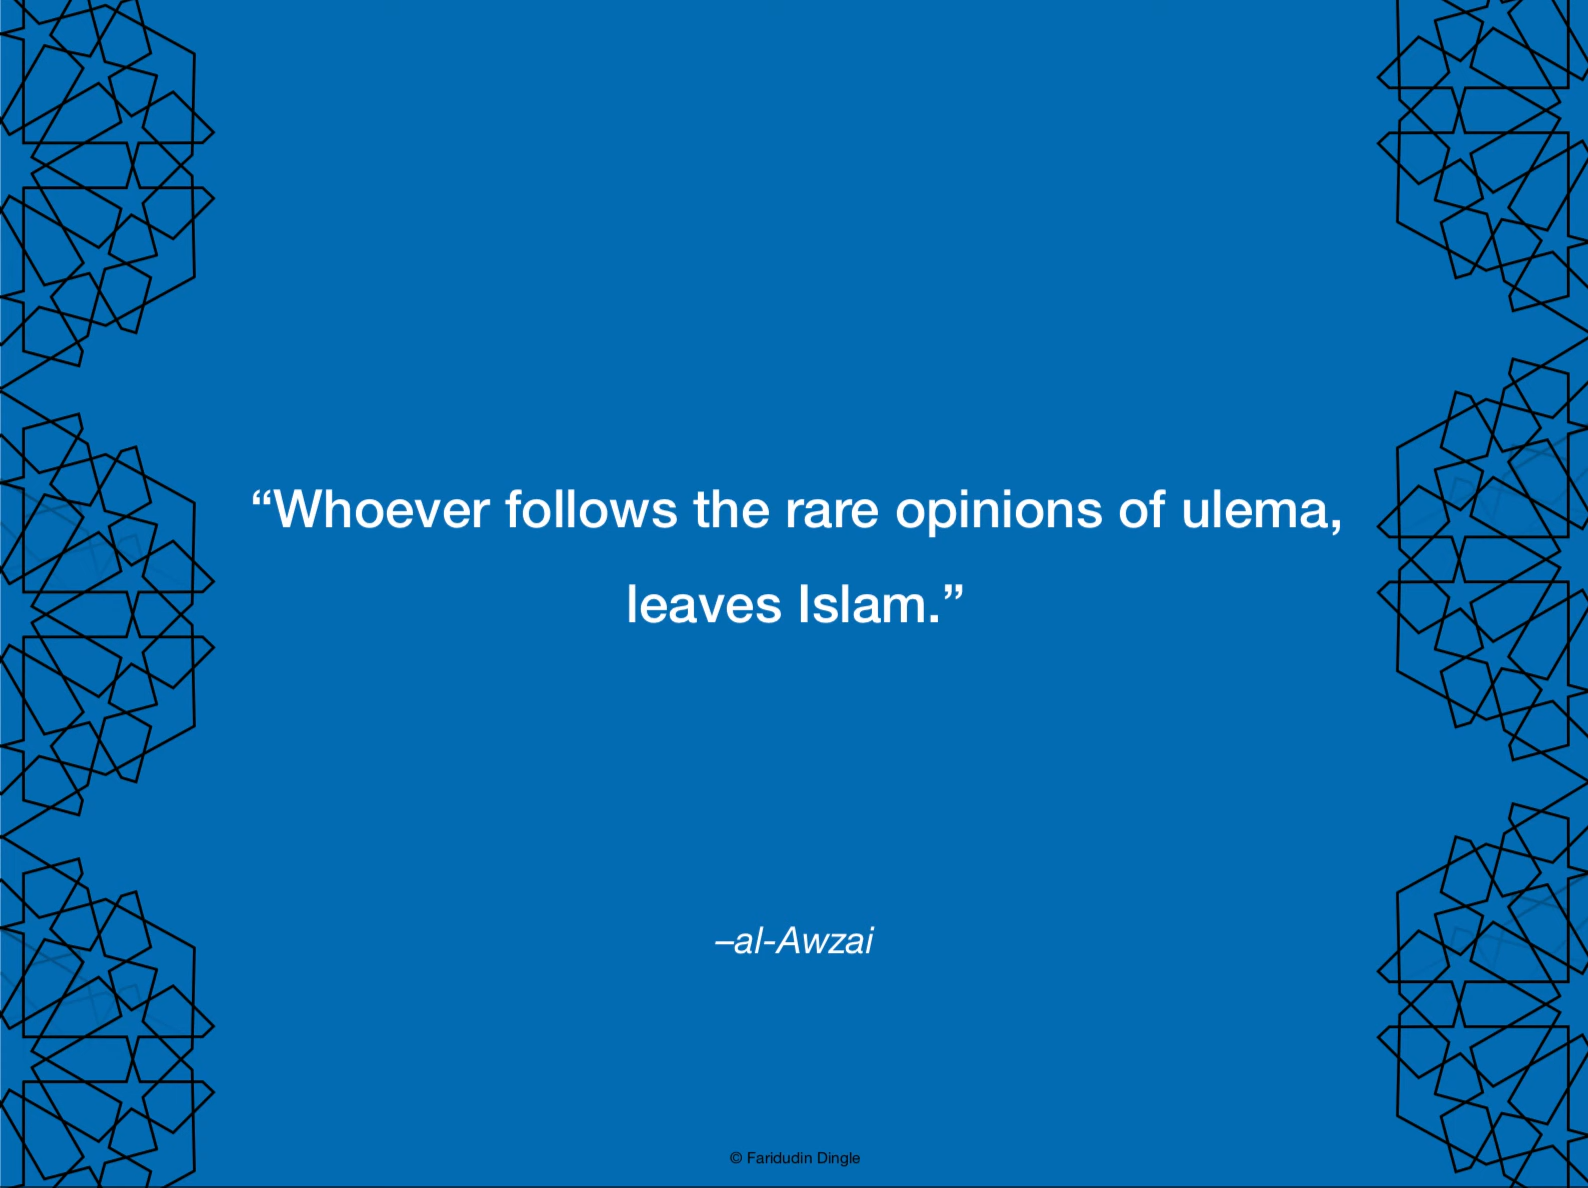 “Whoever follows the rare opinions of ulema,
leaves Islam.”
–al-Awzai
© Faridudin Dingle